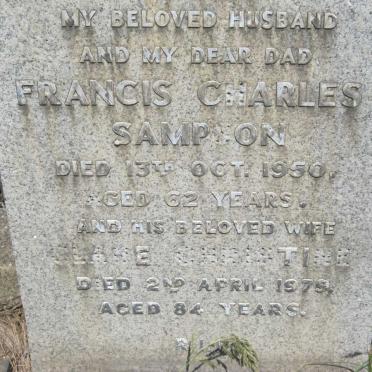 MY BELOVED HUSBAND
AND MY DEAR DAD
FRANCIS CHARLES
SAMPSON
DIED 13TH OCT. 1950.
AGED 62 YEARS.
AND HIS BELOVED WIFE
DIED 2ND APRIL 1975,
AGED 84 YEARS.
R.I.P.